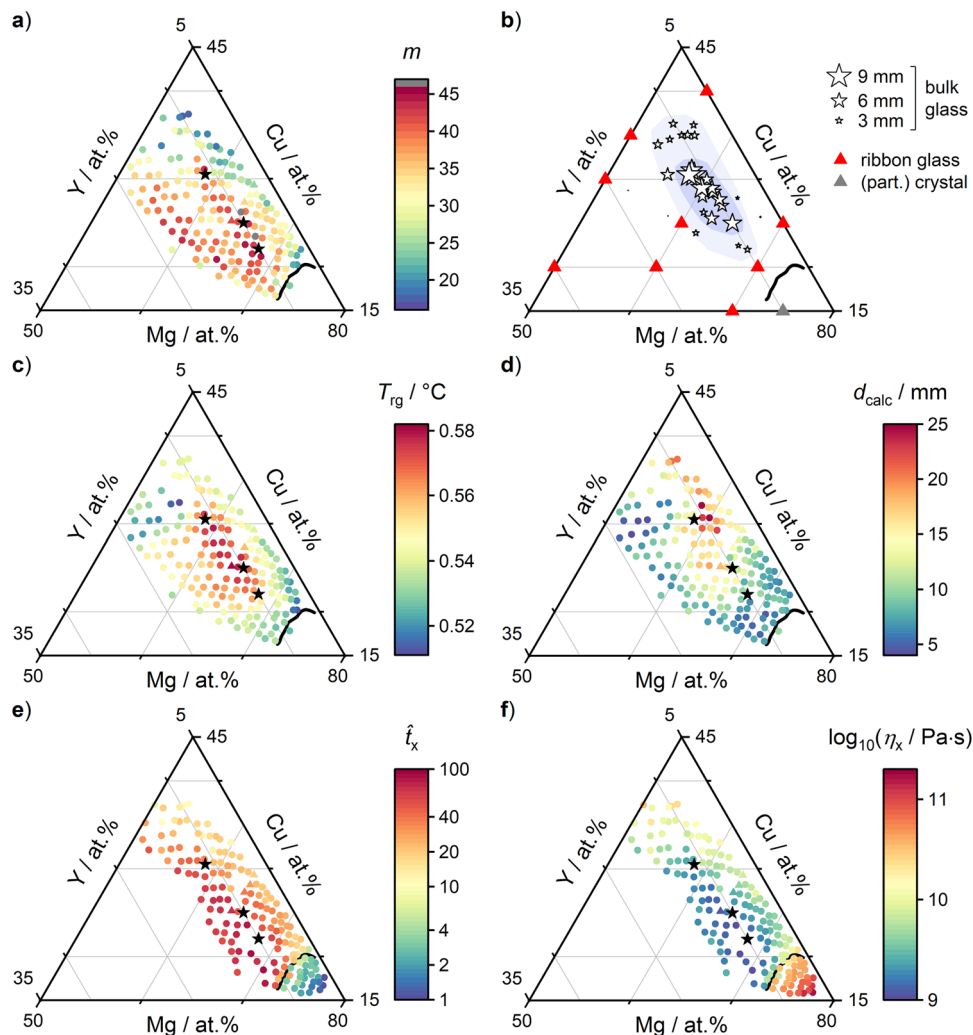 a)
5
45
m
45
40
35
30
25
20
Y / at.%
Cu / at.%
35
15
50
Mg / at.%
80
b)
5
45
9 mm
6 mm
3 mm
bulk
glass
ribbon glass
(part.) crystal
Y / at.%
Cu / at.%
35
15
50
Mg / at.%
80
c)
5
45
Trg / °C
0.58
0.56
0.54
0.52
Y / at.%
Cu / at.%
35
15
50
Mg / at.%
80
d)
5
45
dcalc / mm
25
20
15
10
5
Y / at.%
Cu / at.%
35
15
50
Mg / at.%
80
e)
5
45
t̂x
100
40
20
10
4
2
1
Y / at.%
Cu / at.%
35
15
50
Mg / at.%
80
f)
5
45
log10(ηx / Pa·s)
11
10
9
Y / at.%
Cu / at.%
35
15
50
Mg / at.%
80